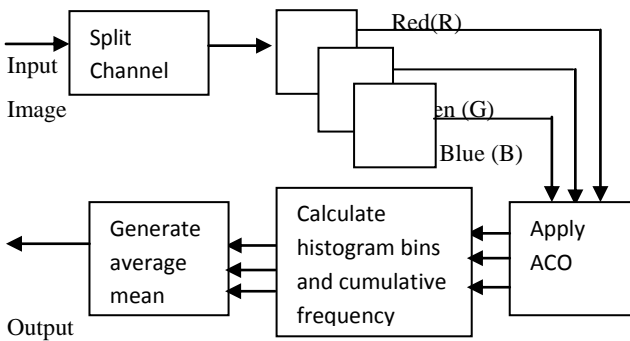 Input
Image
Split
Channel
Red(R)
en (G)
Blue (B)
Apply
ACO
Calculate
histogram bins
and cumulative
frequency
Generate
average
mean
Output